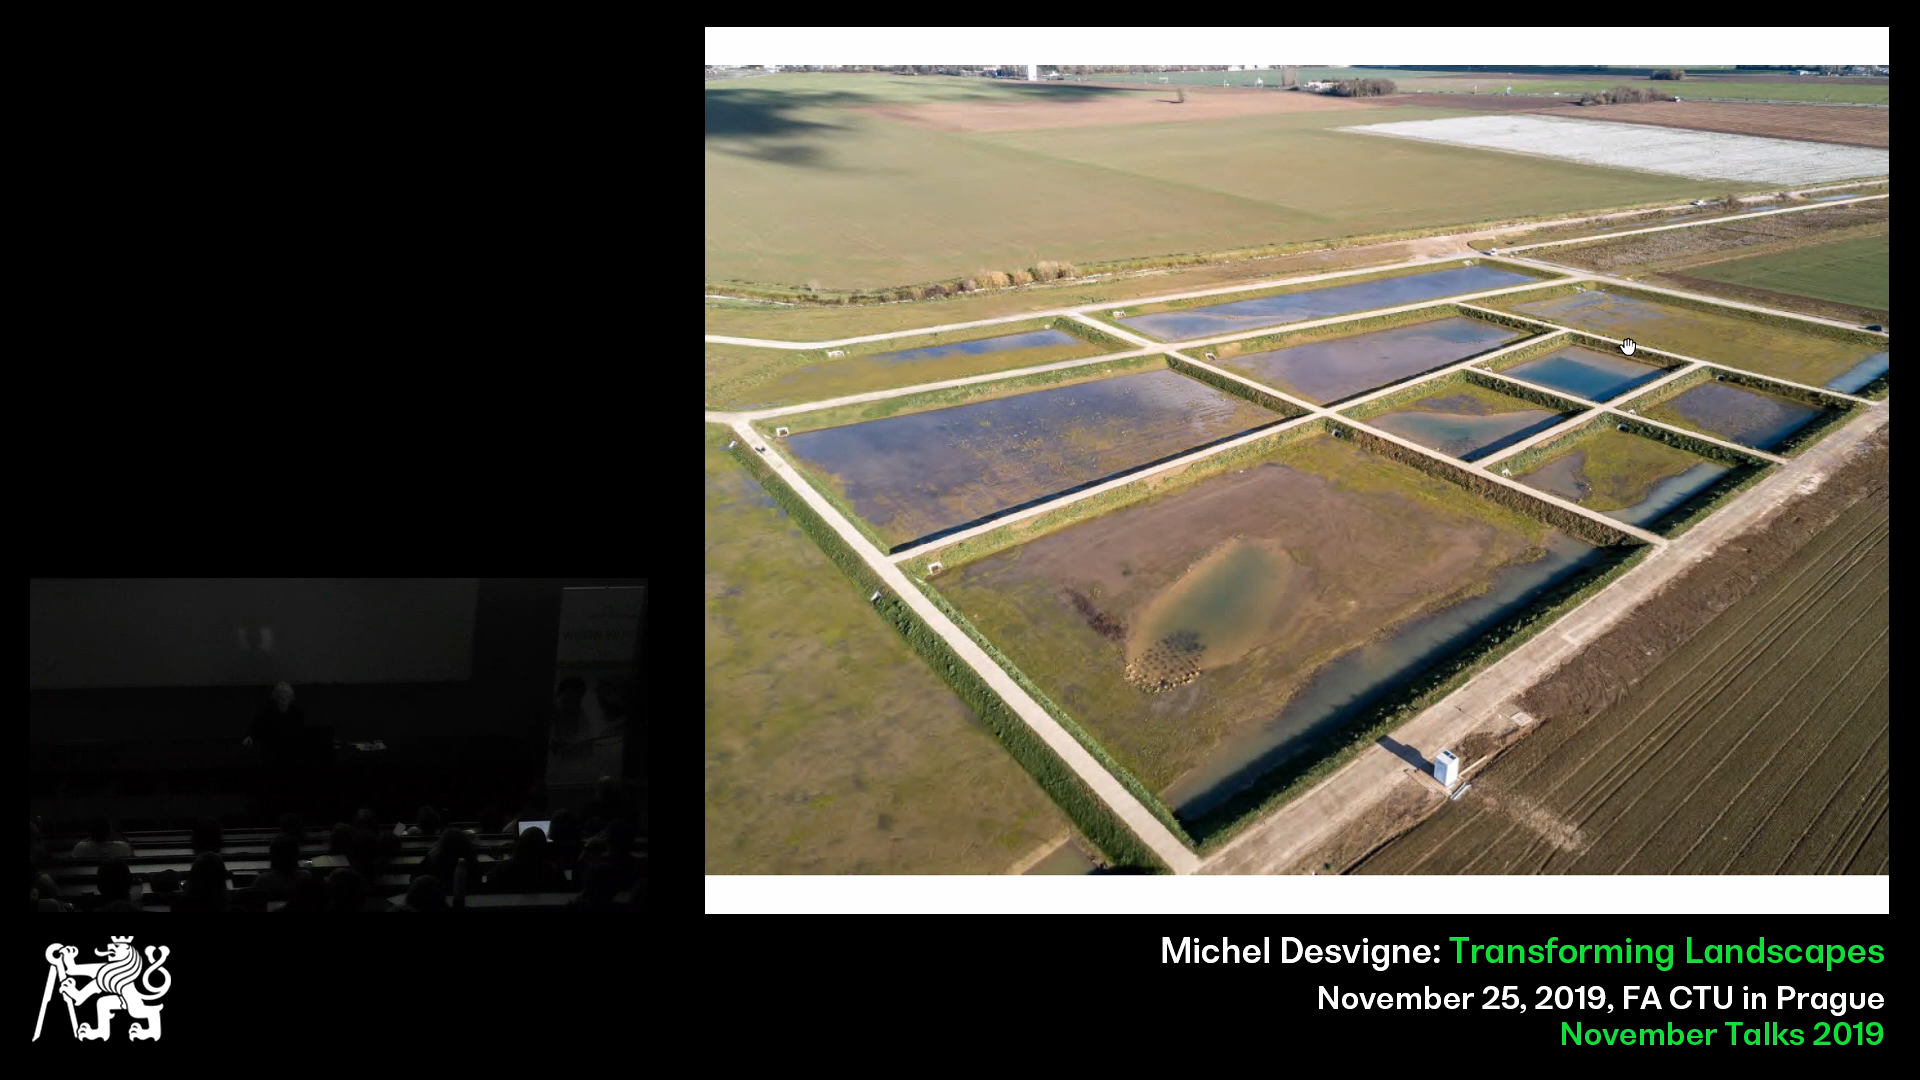 Michel Desvigne: Transforming Landscapes
November 25, 2019, FA CTU in Prague
November Talks 2019